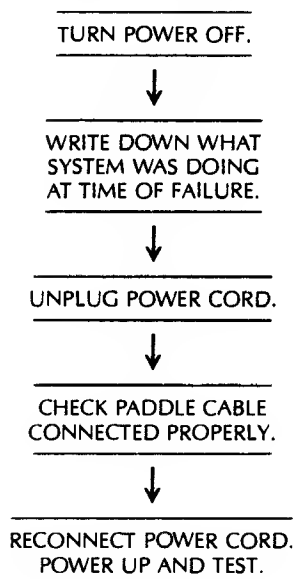 TURN POWER OFF.
WRITE DOWN WHAT
SYSTEM WAS DOING
AT TIME OF FAILURE.
UNPLUG POWER CORD.
CHECK PADDLE CABLE
CONNECTED PROPERLY.
RECONNECT POWER CORD.
POWER UP AND TEST.